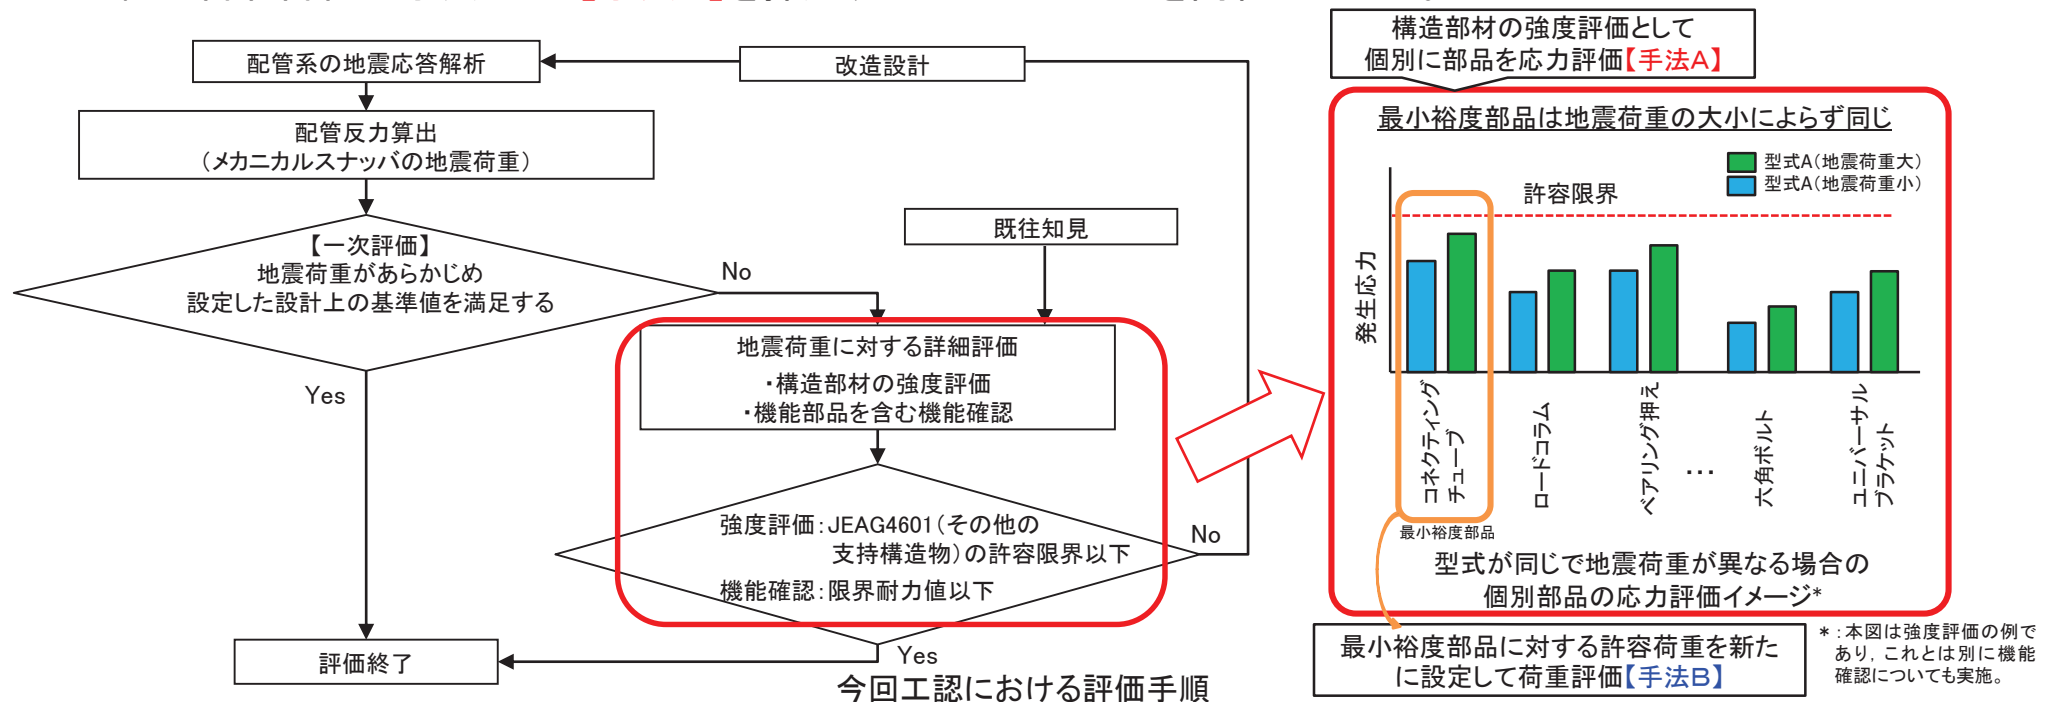 配管系の地震応答解析
改造設計
配管反力算出
（メカニカルスナッバの地震荷重）
【一次評価】
地震荷重があらかじめ
設定した設計上の基準値を満足する
No
Yes
既往知見
地震荷重に対する詳細評価
・構造部材の強度評価
・機能部品を含む機能確認
強度評価：JEAG4601（その他の
支持構造物）の許容限界以下
機能確認：限界耐力値以下
No
Yes
評価終了
今回工認における評価手順
構造部材の強度評価として
個別に部品を応力評価【手法A】
最小裕度部品は地震荷重の大小によらず同じ
型式A（地震荷重大）
型式A（地震荷重小）
許容限界
発生応力
コネクティング
チューブ
ロードコラム
ベアリング押え
…
六角ボルト
ユニバーサル
ブラケット
最小裕度部品
型式が同じで地震荷重が異なる場合の
個別部品の応力評価イメージ*
最小裕度部品に対する許容荷重を新た
に設定して荷重評価【手法B】
*：本図は強度評価の例で
あり，これとは別に機能
確認についても実施。